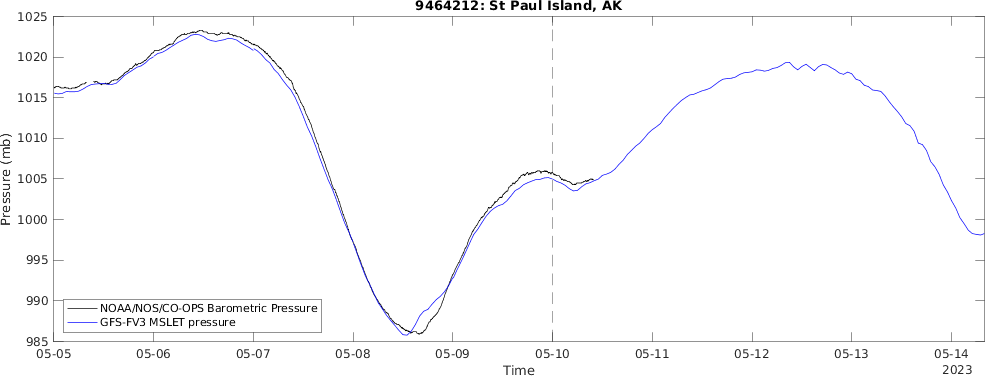 9464212: St Paul Island, AK
1025
1020
1015
1010
1005
1000
995
990
985
Pressure (mb)
NOAA/NOS/CO-OPS Barometric Pressure
GFS-FV3 MSLET pressure
05-05 05-06 05-07 05-08 05-09 05-10 05-11 05-12 05-13 05-14
Time
2023